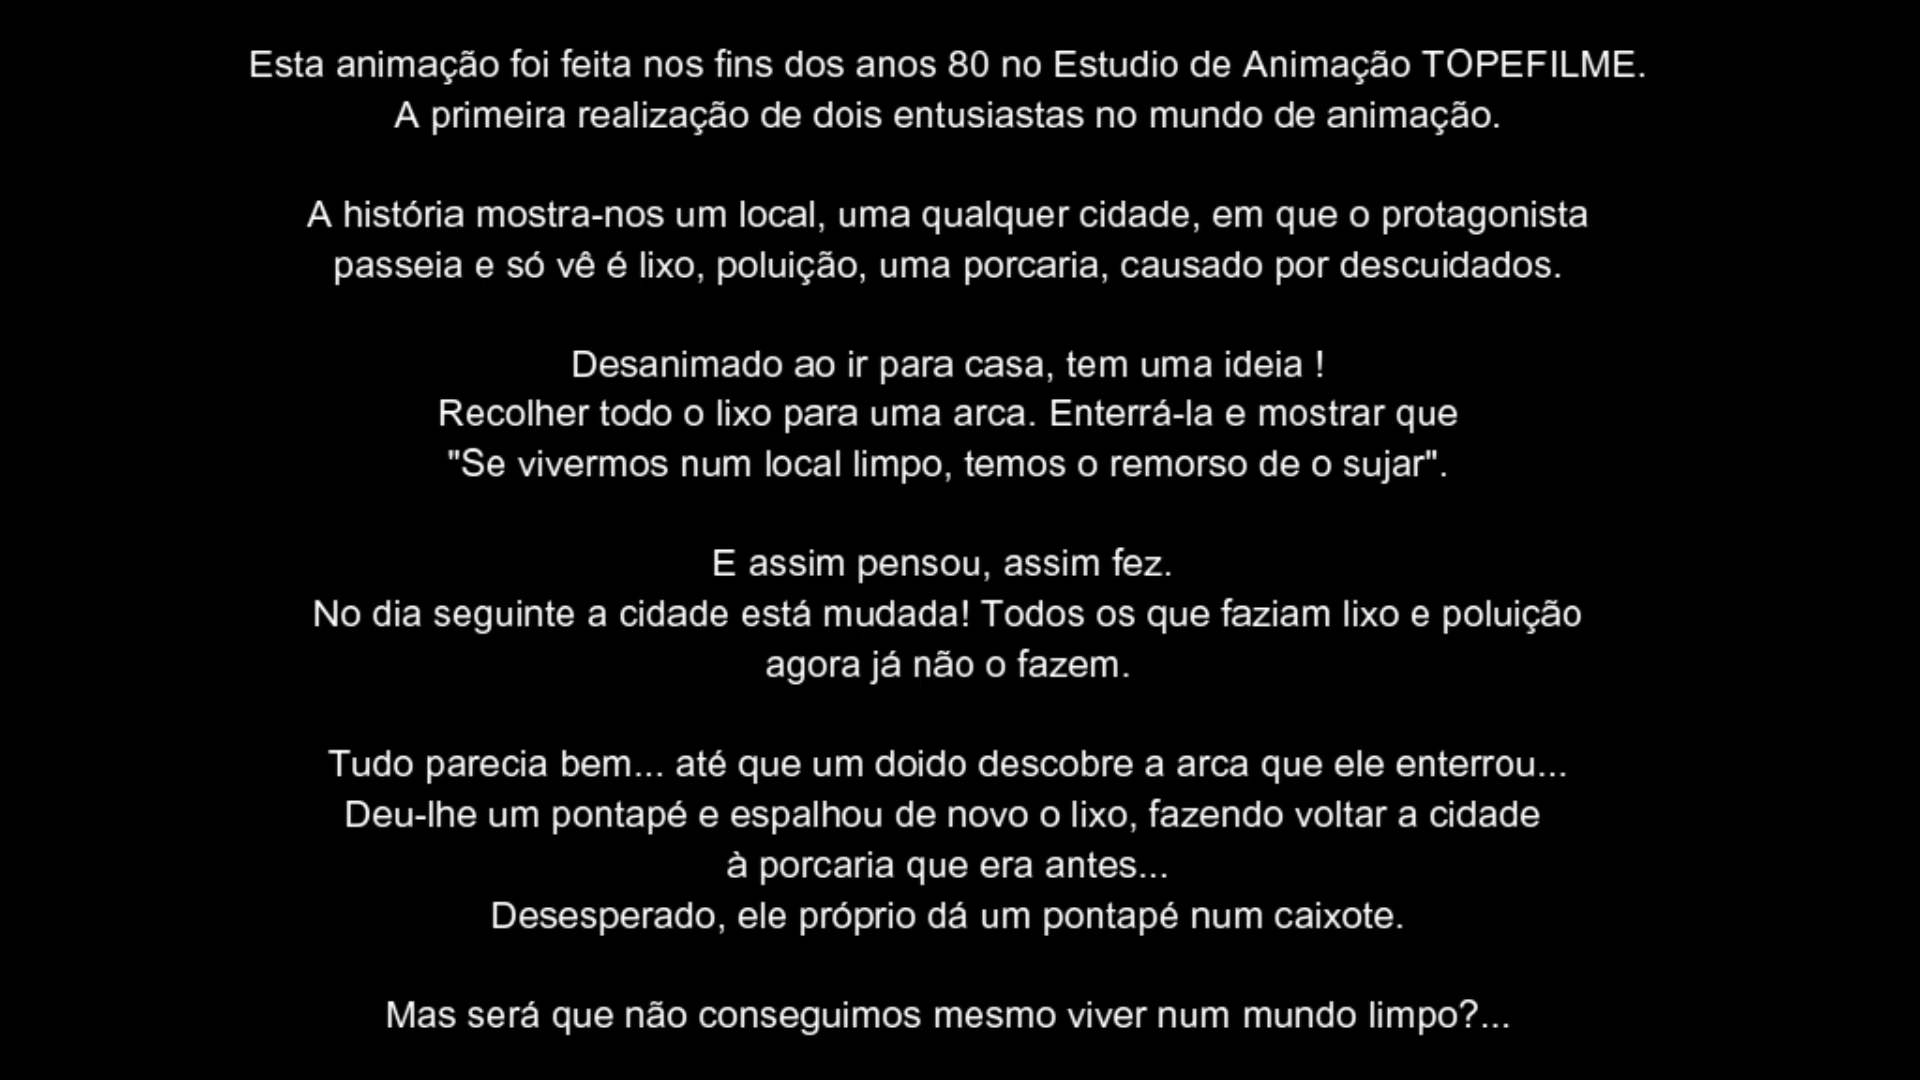 Esta animação foi feita nos fins dos anos 80 no Estudio de Animação TOPEFILME.
A primeira realização de dois entusiastas no mundo de animação.
A história mostra-nos um local, uma qualquer cidade, em que o protagonista
passeia e só vê é lixo, poluição, uma porcaria, causado por descuidados.
Desanimado ao ir para casa, tem uma ideia !
Recolher todo o lixo para uma arca. Enterrá-la e mostrar que
"Se vivermos num local limpo, temos o remorso de o sujar".
E assim pensou, assim fez.
No dia seguinte a cidade está mudada! Todos os que faziam lixo e poluição
agora já não o fazem.
Tudo parecia bem... até que um doido descobre a arca que ele enterrou...
Deu-lhe um pontapé e espalhou de novo o lixo, fazendo voltar a cidade
à porcaria que era antes...
Desesperado, ele próprio dá um pontapé num caixote.
Mas será que não conseguimos mesmo viver num mundo limpo?...